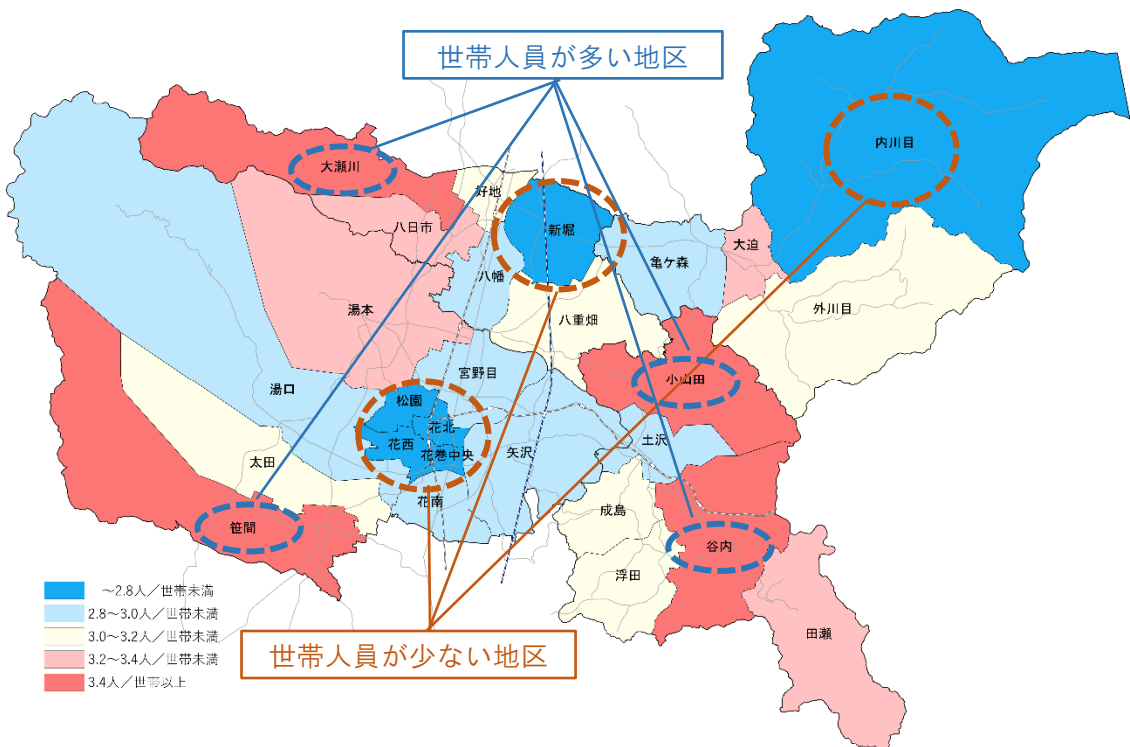 世帯人員が多い地区
内川目
大瀬川
好地
新堀
八日市
大迫
亀ケ森
八幡
外川目
湯本
八重畑
宮野目
小山田
湯口
松園
花北
土沢
花西
矢沢
花巻中央
太田
花南
成島
笹間
谷内
浮田
田瀬
～2.8人／世帯未満
2.8～3.0人／世帯未満
3.0～3.2人／世帯未満
3.2～3.4人／世帯未満
3.4人／世帯以上
世帯人員が少ない地区